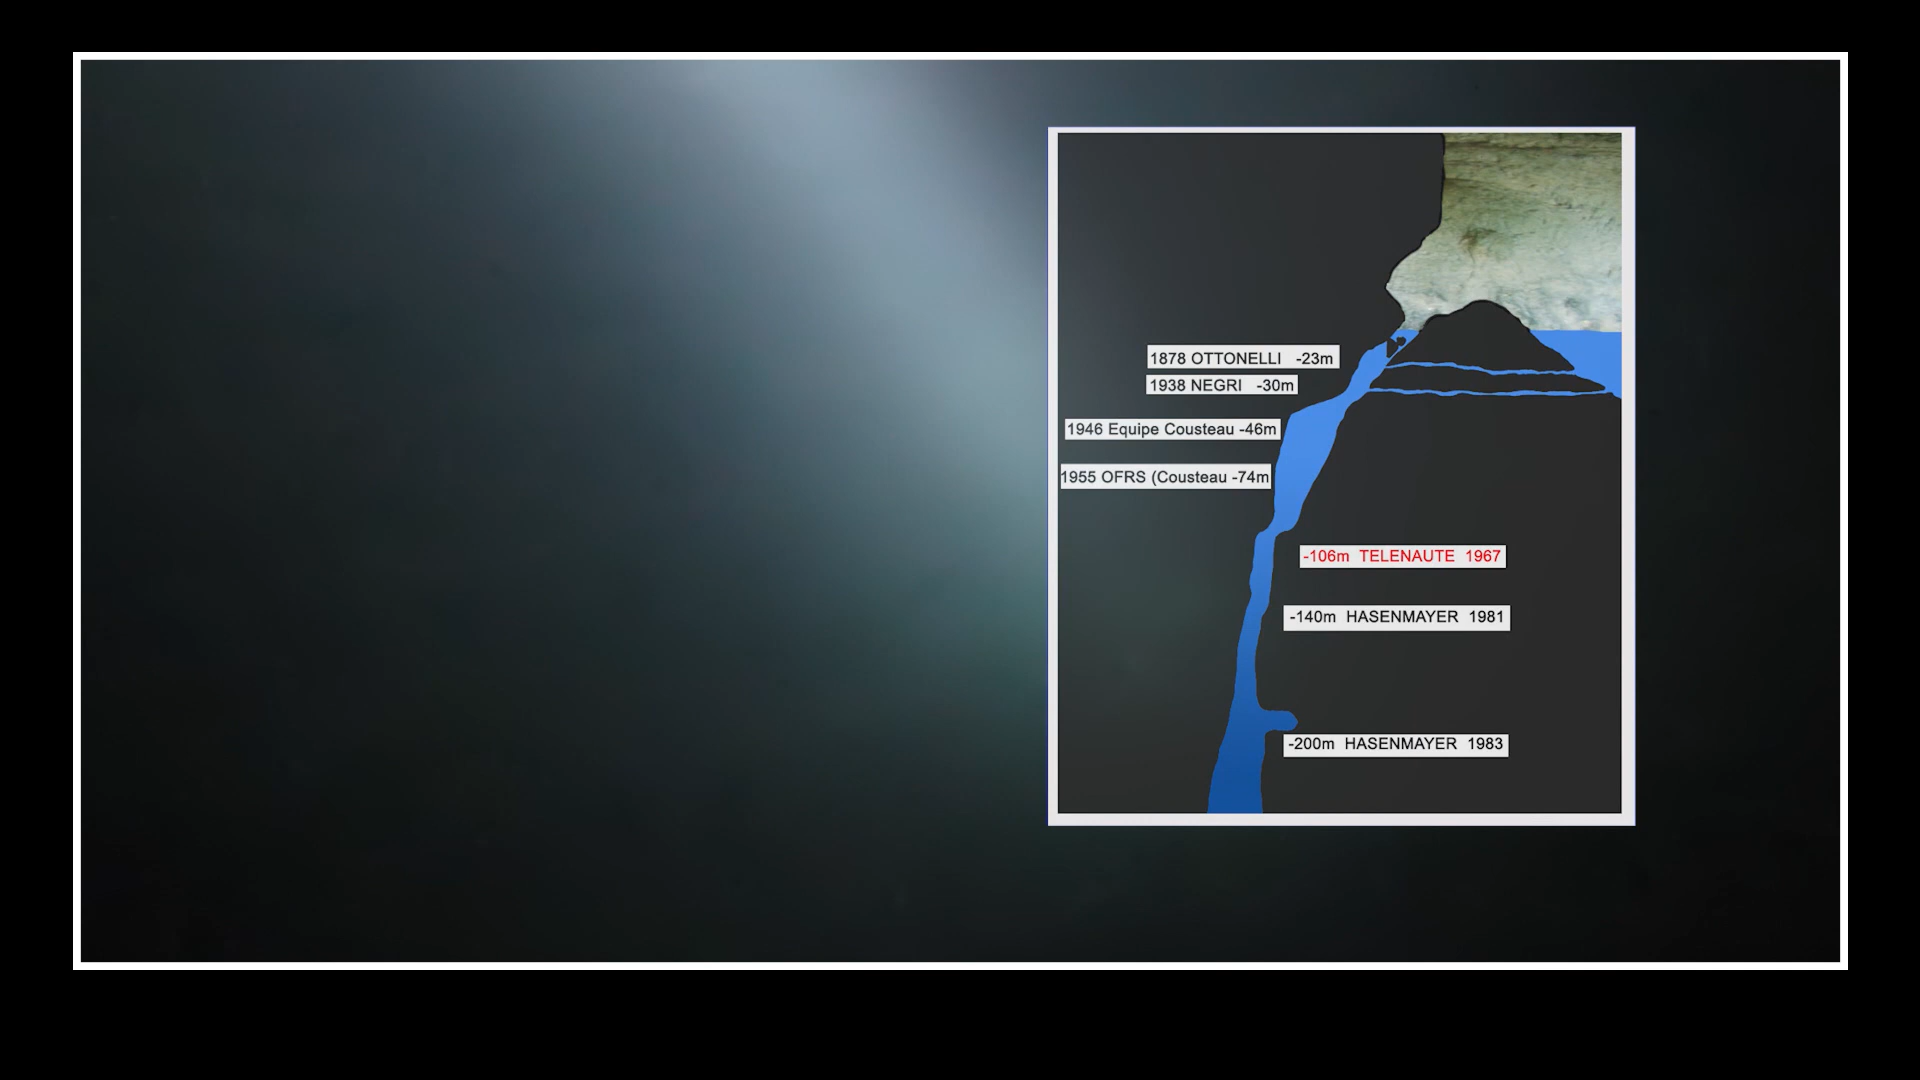 1878 OTTONELLI -23m
1938 NEGRI -30m
1946 Equipe Cousteau -46m
1955 OFRS (Cousteau -74m
-106m TELENAUTE 1967
-140m HASENMAYER 1981
-200m HASENMAYER 1983